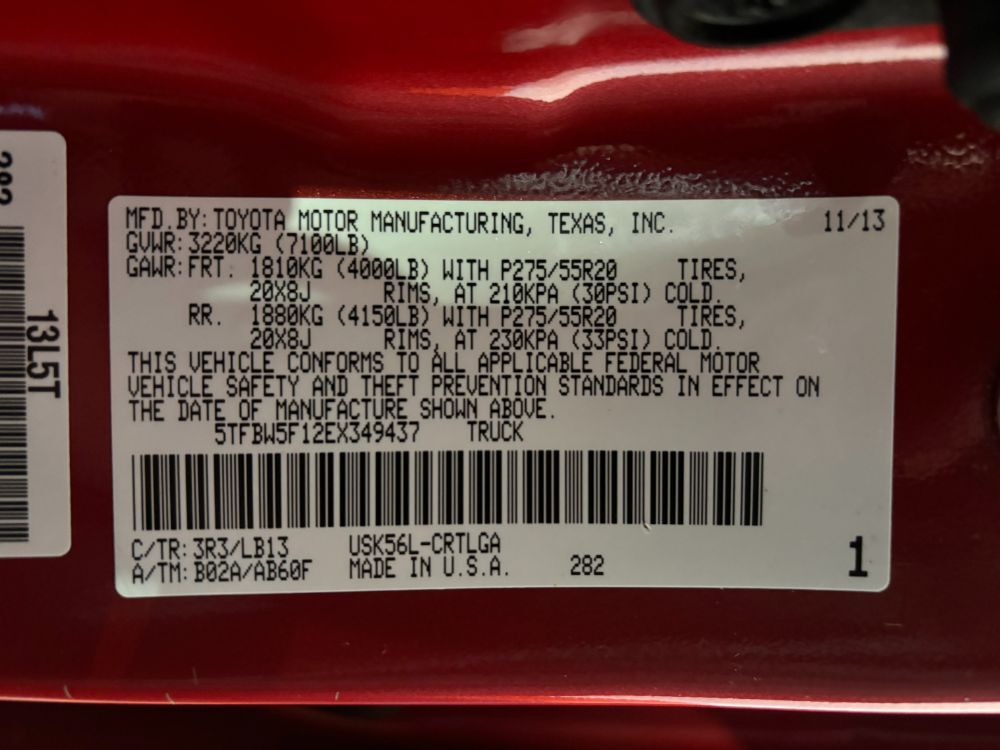 MFD.BY:TOYOTA MOTOR MANUFACTURING, TEXAS, INC. 11/13
GVWR:3220KG (7100LB)
GAWR:FRT. 1810KG (4000LB) WITH P275/55R20 TIRES,
20X8J RIMS, AT 210KPA (30PSI) COLD.
RR. 1880KG (4150LB) WITH P275/55R20 TIRES,
20X8J RIMS, AT 230KPA (33PSI) COLD.
THIS VEHICLE CONFORMS TO ALL APPLICABLE FEDERAL MOTOR
VEHICLE SAFETY AND THEFT PREVENTION STANDARDS IN EFFECT ON
THE DATE OF MANUFACTURE SHOWN ABOVE.
5TFBW5F12EX349437 TRUCK
C/TR:3R3/LB13 USK56L-CRTLGA
A/TM:B02A/AB60F MADE IN U.S.A. 282
1
13L5T